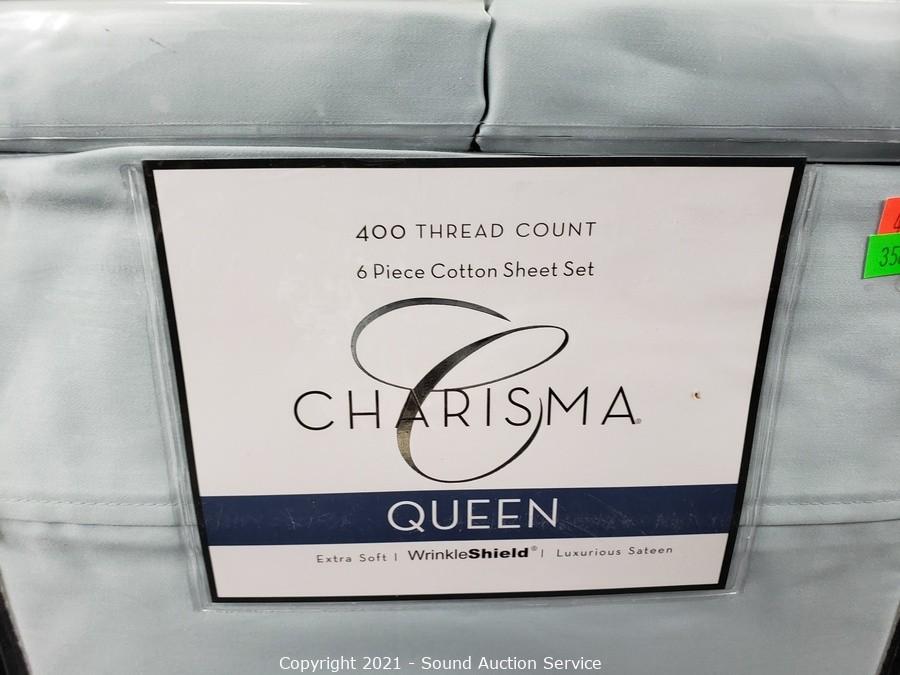 400 THREAD COUNT
6 Piece Cotton Sheet Set
CHARISMA
QUEEN
Extra Soft | WrinkleShield® | Luxurious Sateen
Copyright 2021 - Sound Auction Service